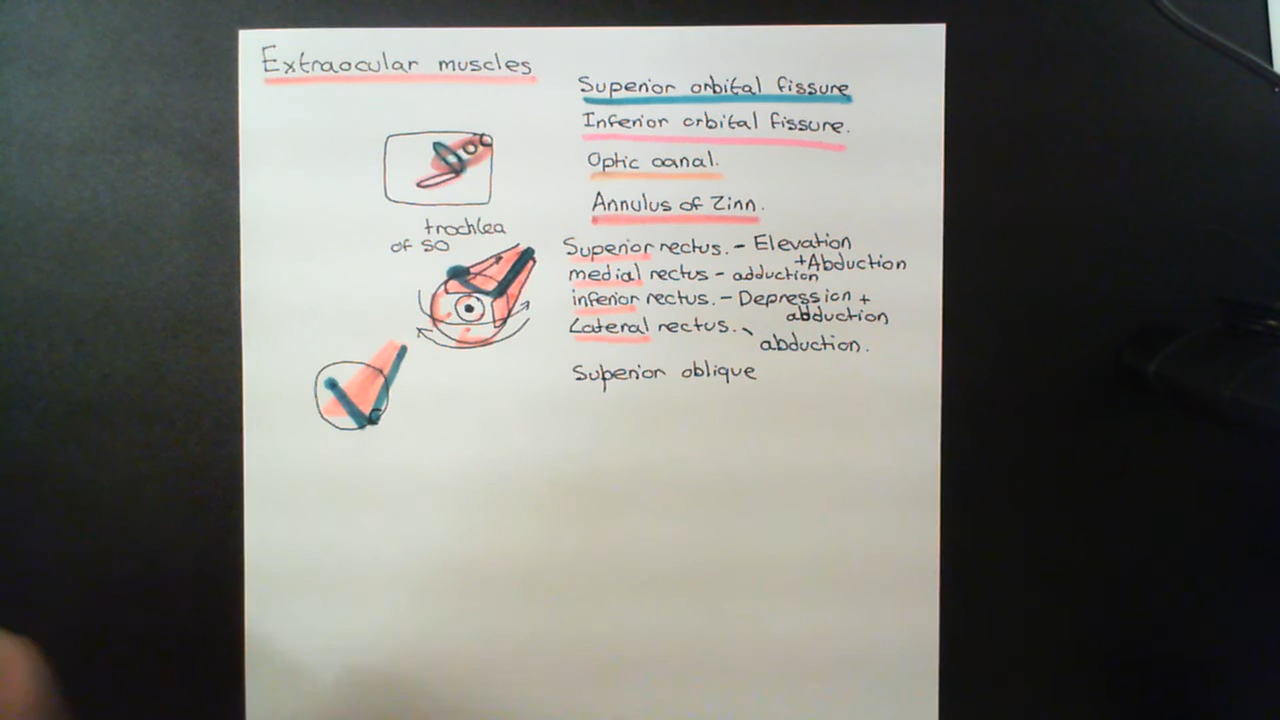 Extraocular muscles
Superior orbital fissure
Inferior orbital fissure.
Optic canal.
Annulus of Zinn.
trochlea
of SO
Superior rectus. - Elevation
+ Abduction
medial rectus - adduction
inferior rectus. - Depression +
abduction
Lateral rectus. \
abduction.
Superior oblique